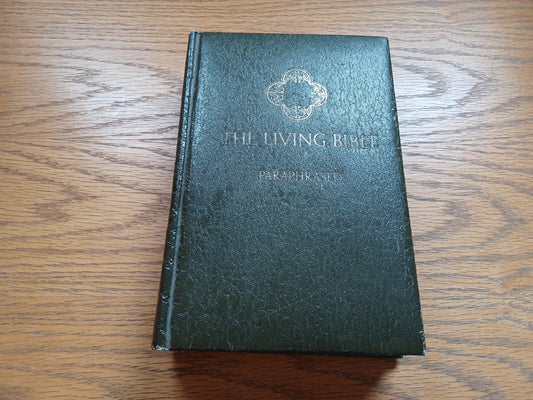 THE LIVING BIBLE
PARAPHRASED